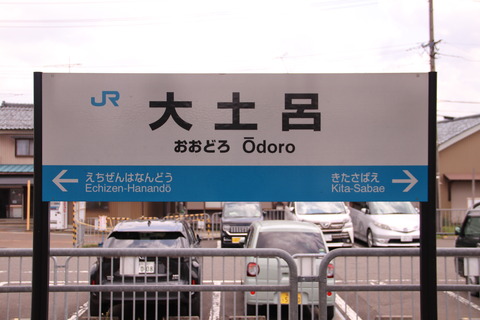 JR 大土呂
おおどろ Ōdoro
えちぜんはなんどう きたさばえ
← Echizen-Hanandō Kita-Sabae →